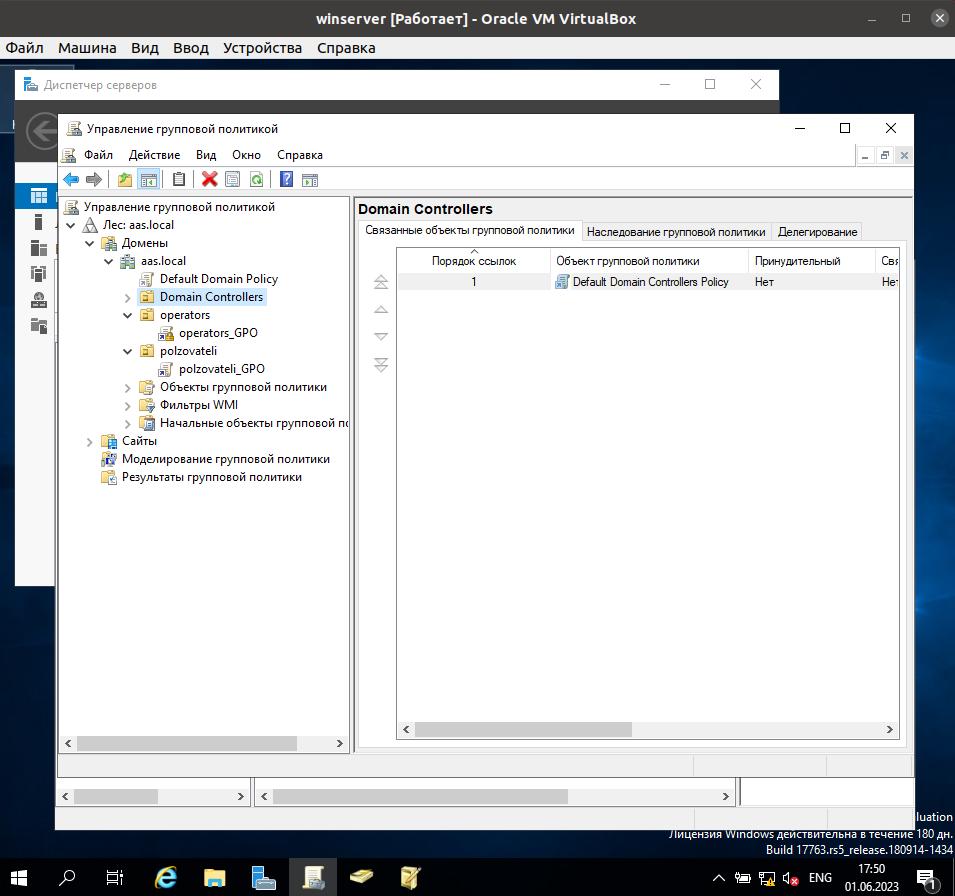 winserver [Работает] - Oracle VM VirtualBox
Файл Машина Вид Ввод Устройства Справка
Диспетчер серверов
Управление групповой политикой
Файл Действие Вид Окно Справка
Управление групповой политикой
Лес: aas.local
Домены
aas.local
Default Domain Policy
Domain Controllers
operators
operators_GPO
polzovateli
polzovateli_GPO
Объекты групповой политики
Фильтры WMI
Начальные объекты групповой по
Сайты
Моделирование групповой политики
Результаты групповой политики
Domain Controllers
Связанные объекты групповой политики Наследование групповой политики Делегирование
Порядок ссылок Объект групповой политики Принудительный Свя
1 Default Domain Controllers Policy Нет Нет
luation
Лицензия Windows действительна в течение 180 дн.
Build 17763.rs5_release.180914-1434
ENG
17:50
01.06.2023
1